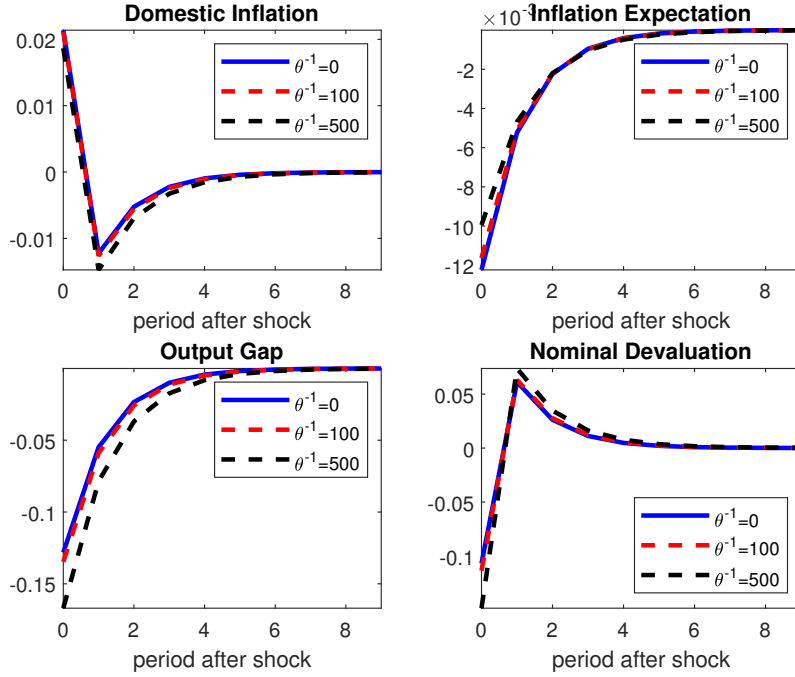 Domestic Inflation
0.02
0.01
0
-0.01
0 2 4 6 8
period after shock
θ⁻¹=0
θ⁻¹=100
θ⁻¹=500
×10⁻³
Inflation Expectation
-2
-4
-6
-8
-10
-12
0 2 4 6 8
period after shock
θ⁻¹=0
θ⁻¹=100
θ⁻¹=500
Output Gap
-0.05
-0.1
-0.15
0 2 4 6 8
period after shock
θ⁻¹=0
θ⁻¹=100
θ⁻¹=500
Nominal Devaluation
0.05
0
-0.05
-0.1
0 2 4 6 8
period after shock
θ⁻¹=0
θ⁻¹=100
θ⁻¹=500